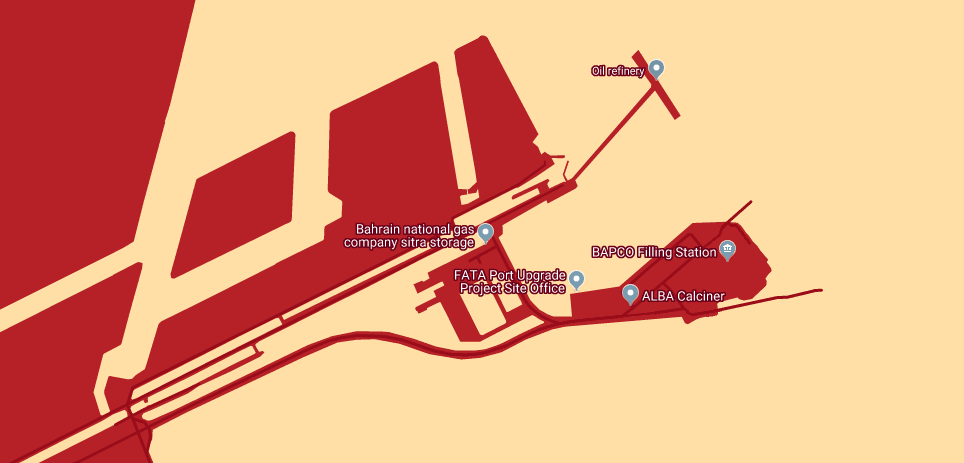 Oil refinery
Bahrain national gas
company sitra storage
BAPCO Filling Station
FATA Port Upgrade
Project Site Office
ALBA Calciner